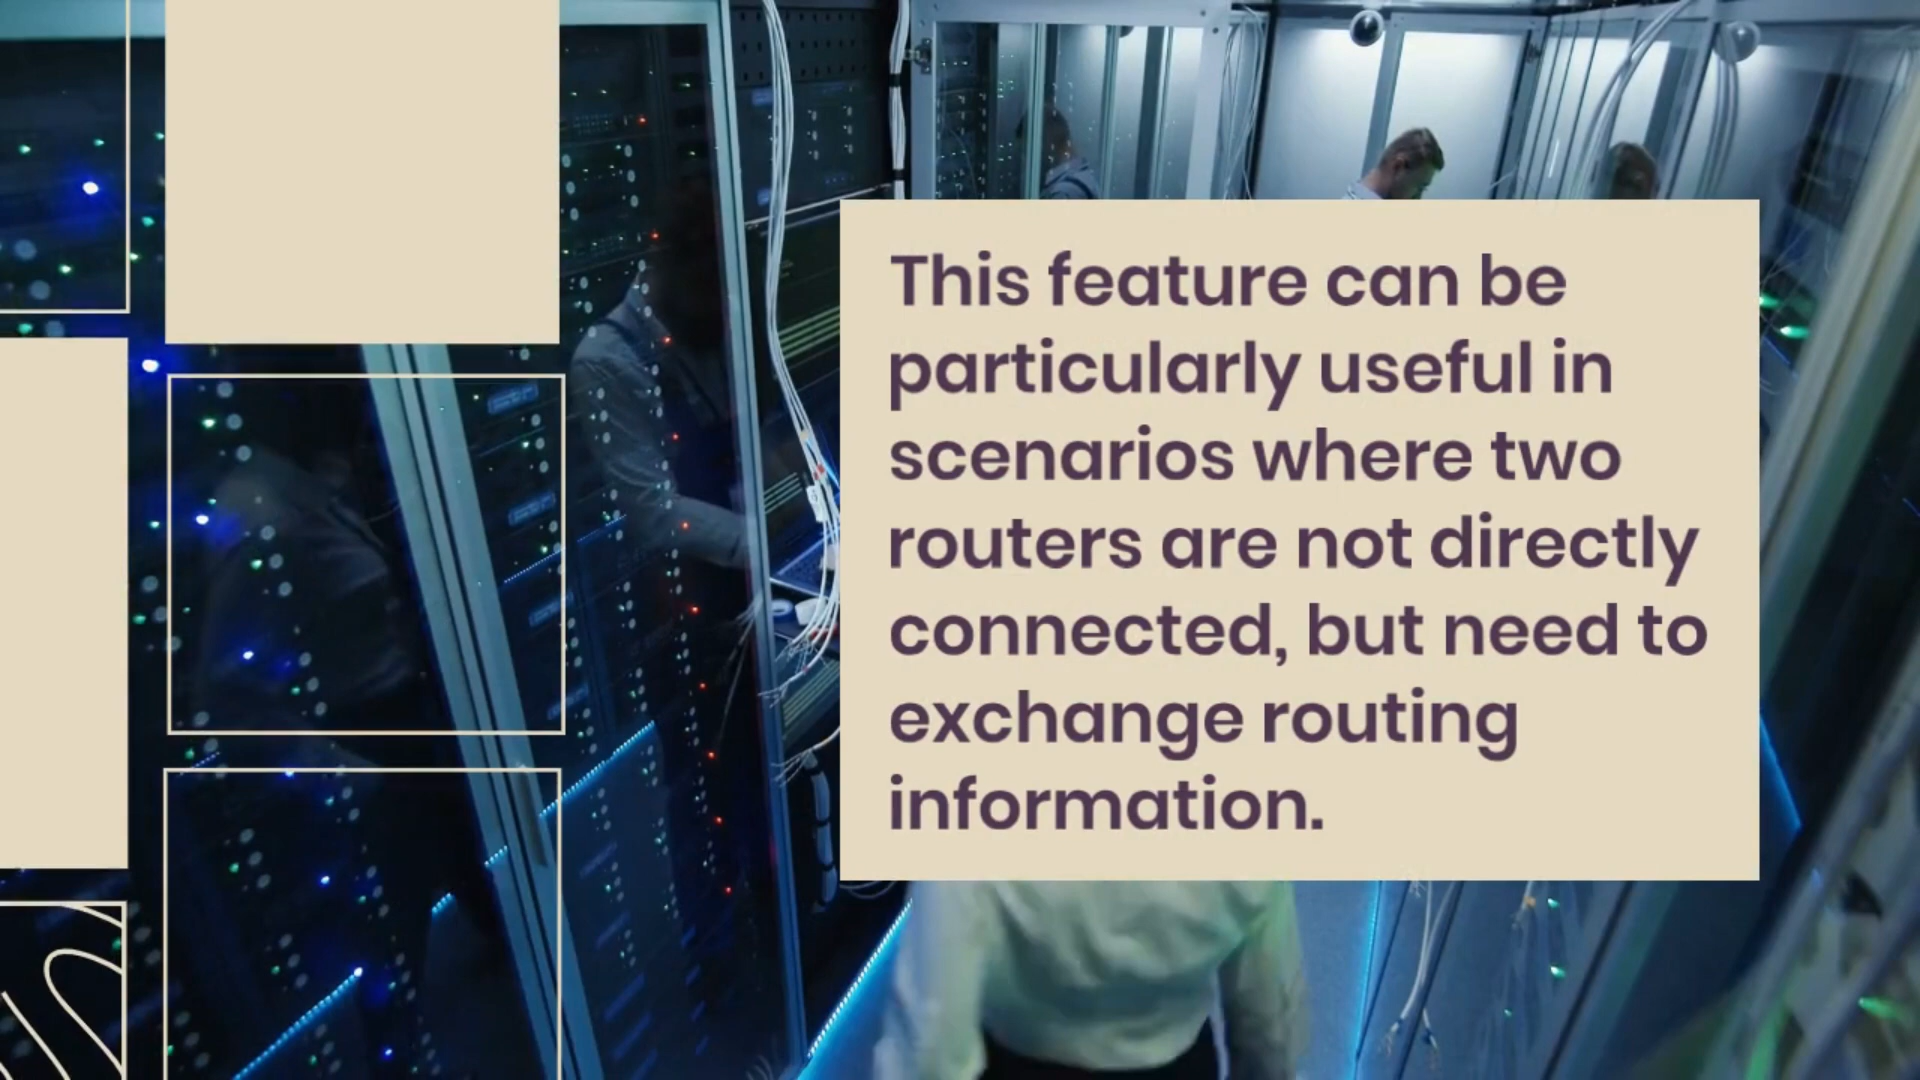 This feature can be
particularly useful in
scenarios where two
routers are not directly
connected, but need to
exchange routing
information.